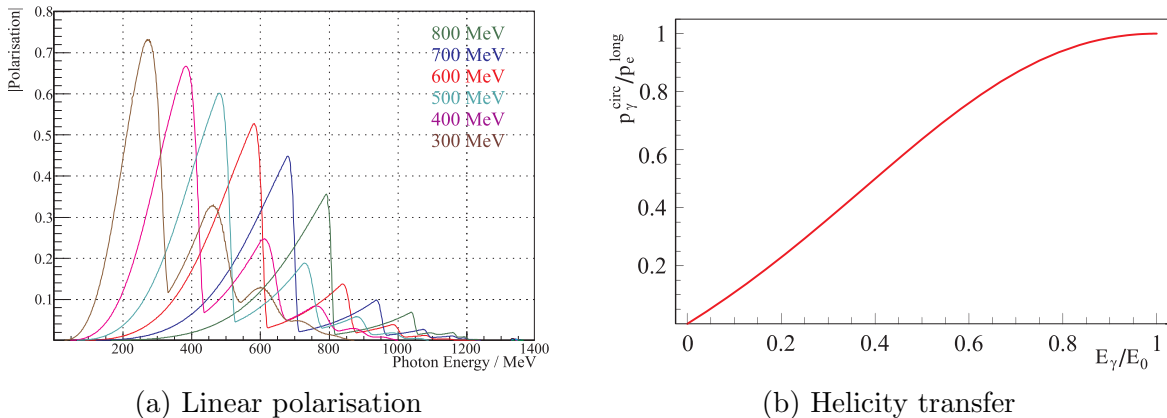 |Polarisation|
0.8
0.7
0.6
0.5
0.4
0.3
0.2
0.1
800 MeV
700 MeV
600 MeV
500 MeV
400 MeV
300 MeV
200 400 600 800 1000 1200 1400
Photon Energy / MeV
(a) Linear polarisation
p_γ^circ/p_e^long
1
0.8
0.6
0.4
0.2
0 0.2 0.4 0.6 0.8 1
E_γ/E_0
(b) Helicity transfer